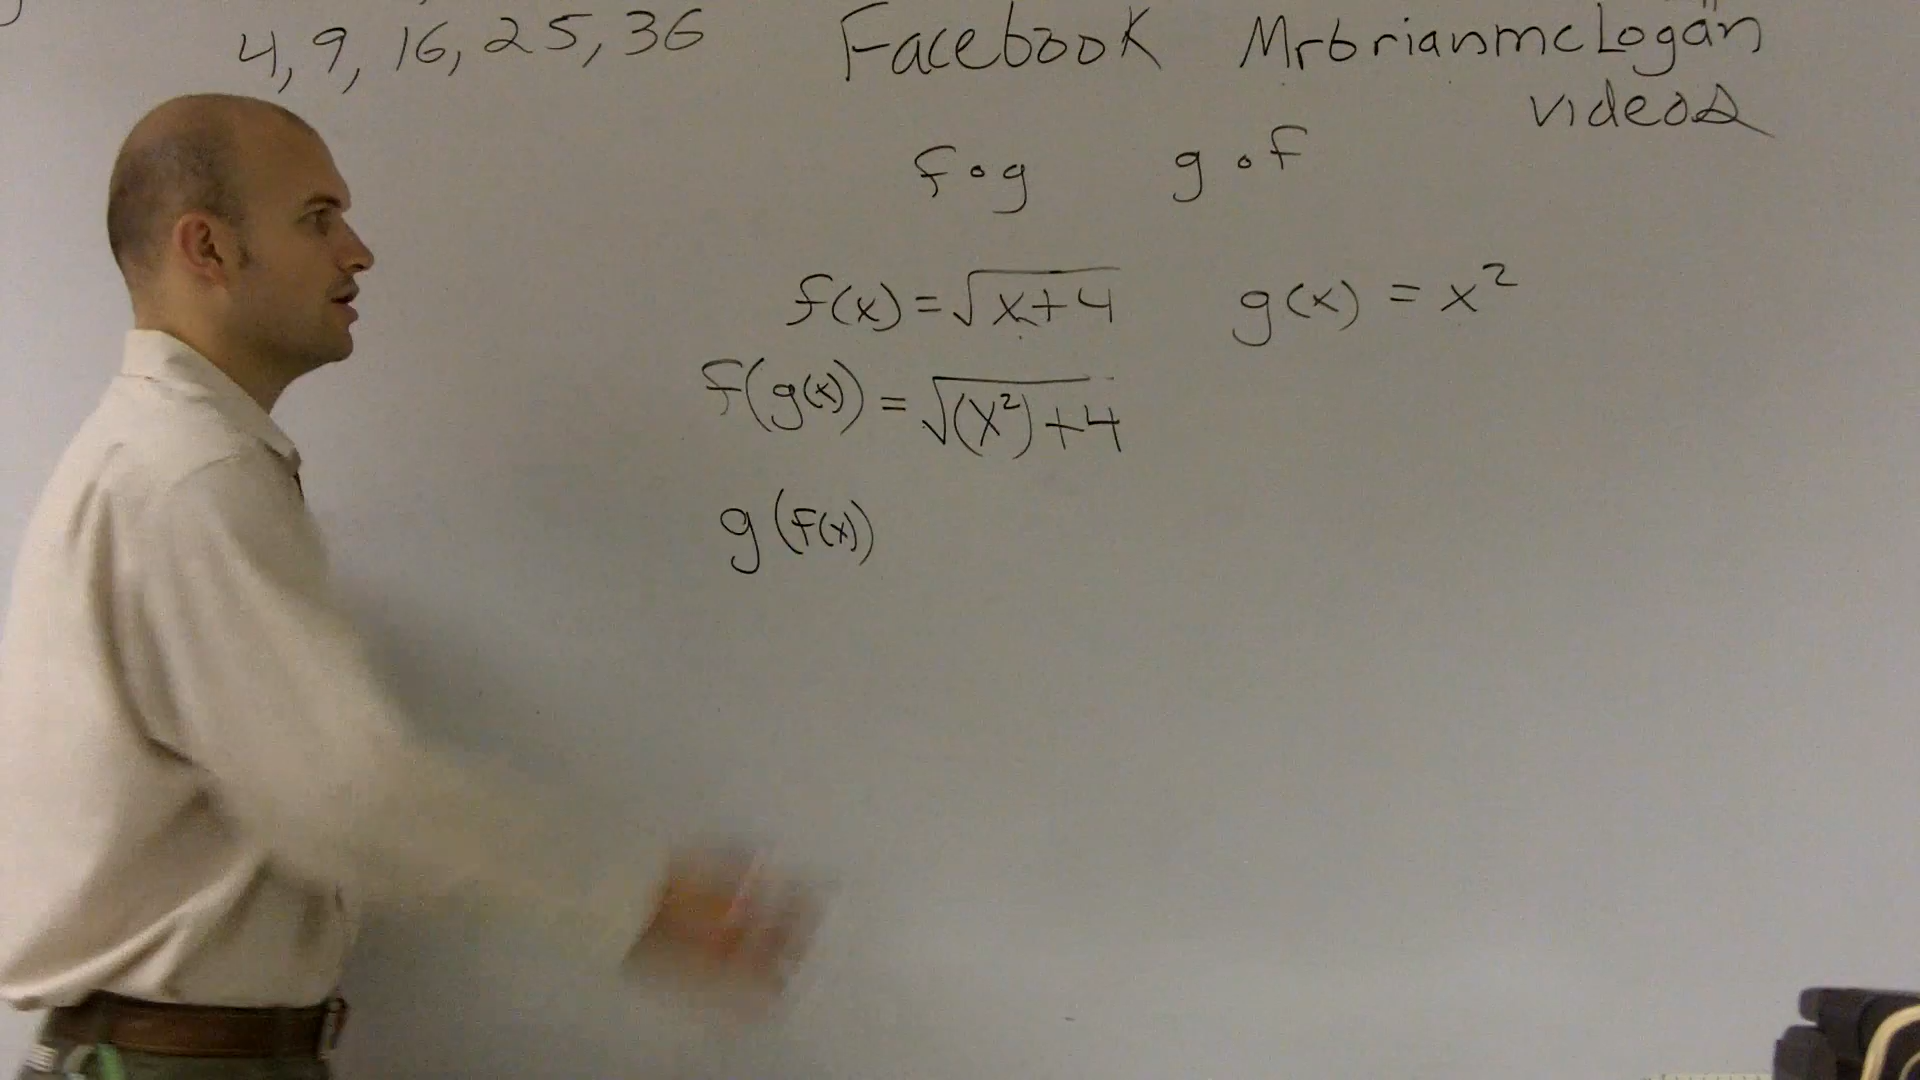 4, 9, 16, 25, 36 Facebook MrbrianmcLogan
videos
f∘g g∘f
f(x) = √x+4 g(x) = x²
f(g(x)) = √(x²)+4
g(f(x))